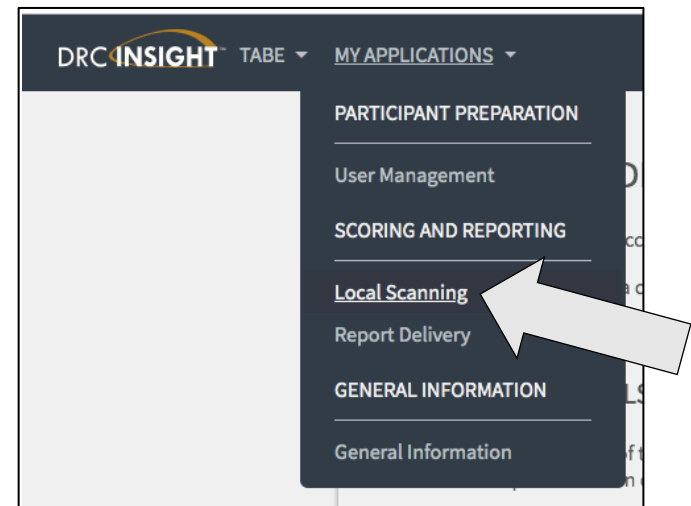 DRC INSIGHT TABE MY APPLICATIONS
PARTICIPANT PREPARATION
User Management
SCORING AND REPORTING
Local Scanning
Report Delivery
GENERAL INFORMATION
General Information